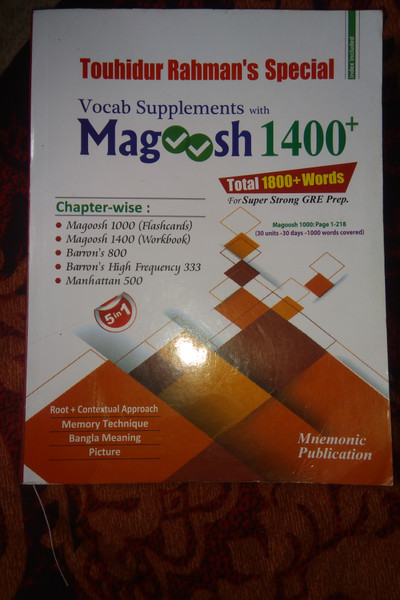 Touhidur Rahman's Special
Index Included
Vocab Supplements with
Magoosh 1400+
Total 1800+Words
For Super Strong GRE Prep.
Chapter-wise :
Magoosh 1000 (Flashcards)
Magoosh 1400 (Workbook)
Barron's 800
Barron's High Frequency 333
Manhattan 500
Magoosh 1000: Page 1-218
(30 units -30 days -1000 words covered)
5 in 1
Root + Contextual Approach
Memory Technique
Bangla Meaning
Picture
Mnemonic
Publication